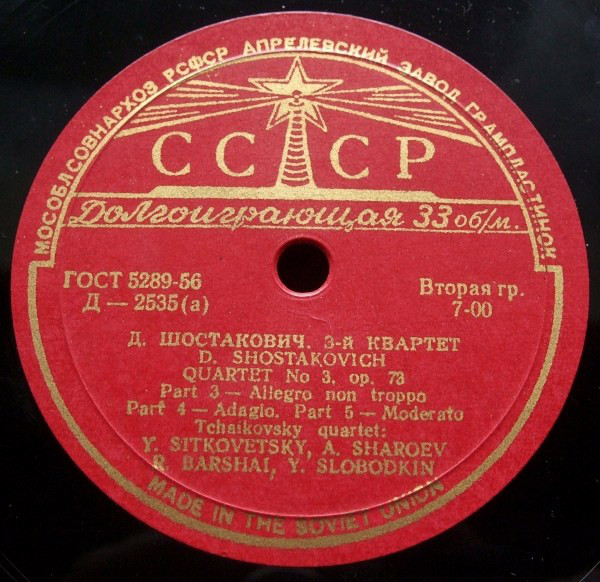 МОСОБЛСОВНАРХОЗ РСФСР АПРЕЛЕВСКИЙ ЗАВОД ГРАМПЛАСТИНОК
СССР
Долгоиграющая 33 об/м.
ГОСТ 5289-56
Д — 2535 (а)
Вторая гр.
7-00
Д. ШОСТАКОВИЧ. 3-й КВАРТЕТ
D. SHOSTAKOVICH
QUARTET No 3, op. 73
Part 3 — Allegro non troppo
Part 4 — Adagio. Part 5 — Moderato
Tchaikovsky quartet:
Y. SITKOVETSKY, A. SHAROEV
R. BARSHAI, Y. SLOBODKIN
MADE IN THE SOVIET UNION